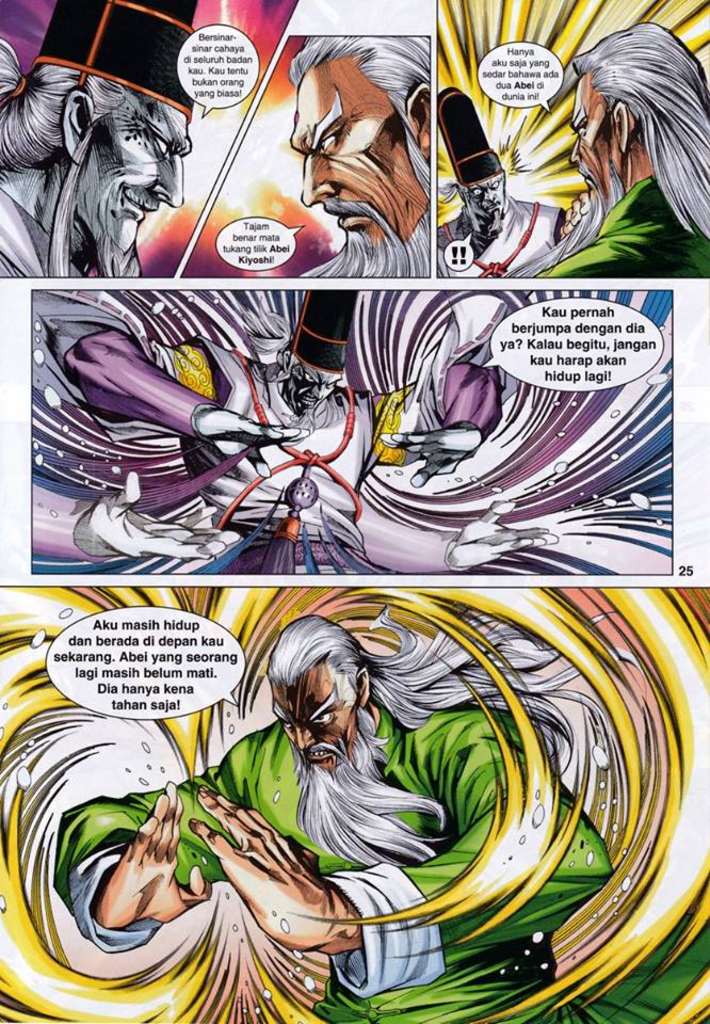 Bersinar-
sinar cahaya
di seluruh badan
kau. Kau tentu
bukan orang
yang biasa!
Tajam
benar mata
tukang tilik Abei
Kiyoshi!
Hanya
aku saja yang
sedar bahawa ada
dua Abei di
dunia ini!
!!
Kau pernah
berjumpa dengan dia
ya? Kalau begitu, jangan
kau harap akan
hidup lagi!
25
Aku masih hidup
dan berada di depan kau
sekarang. Abei yang seorang
lagi masih belum mati.
Dia hanya kena
tahan saja!